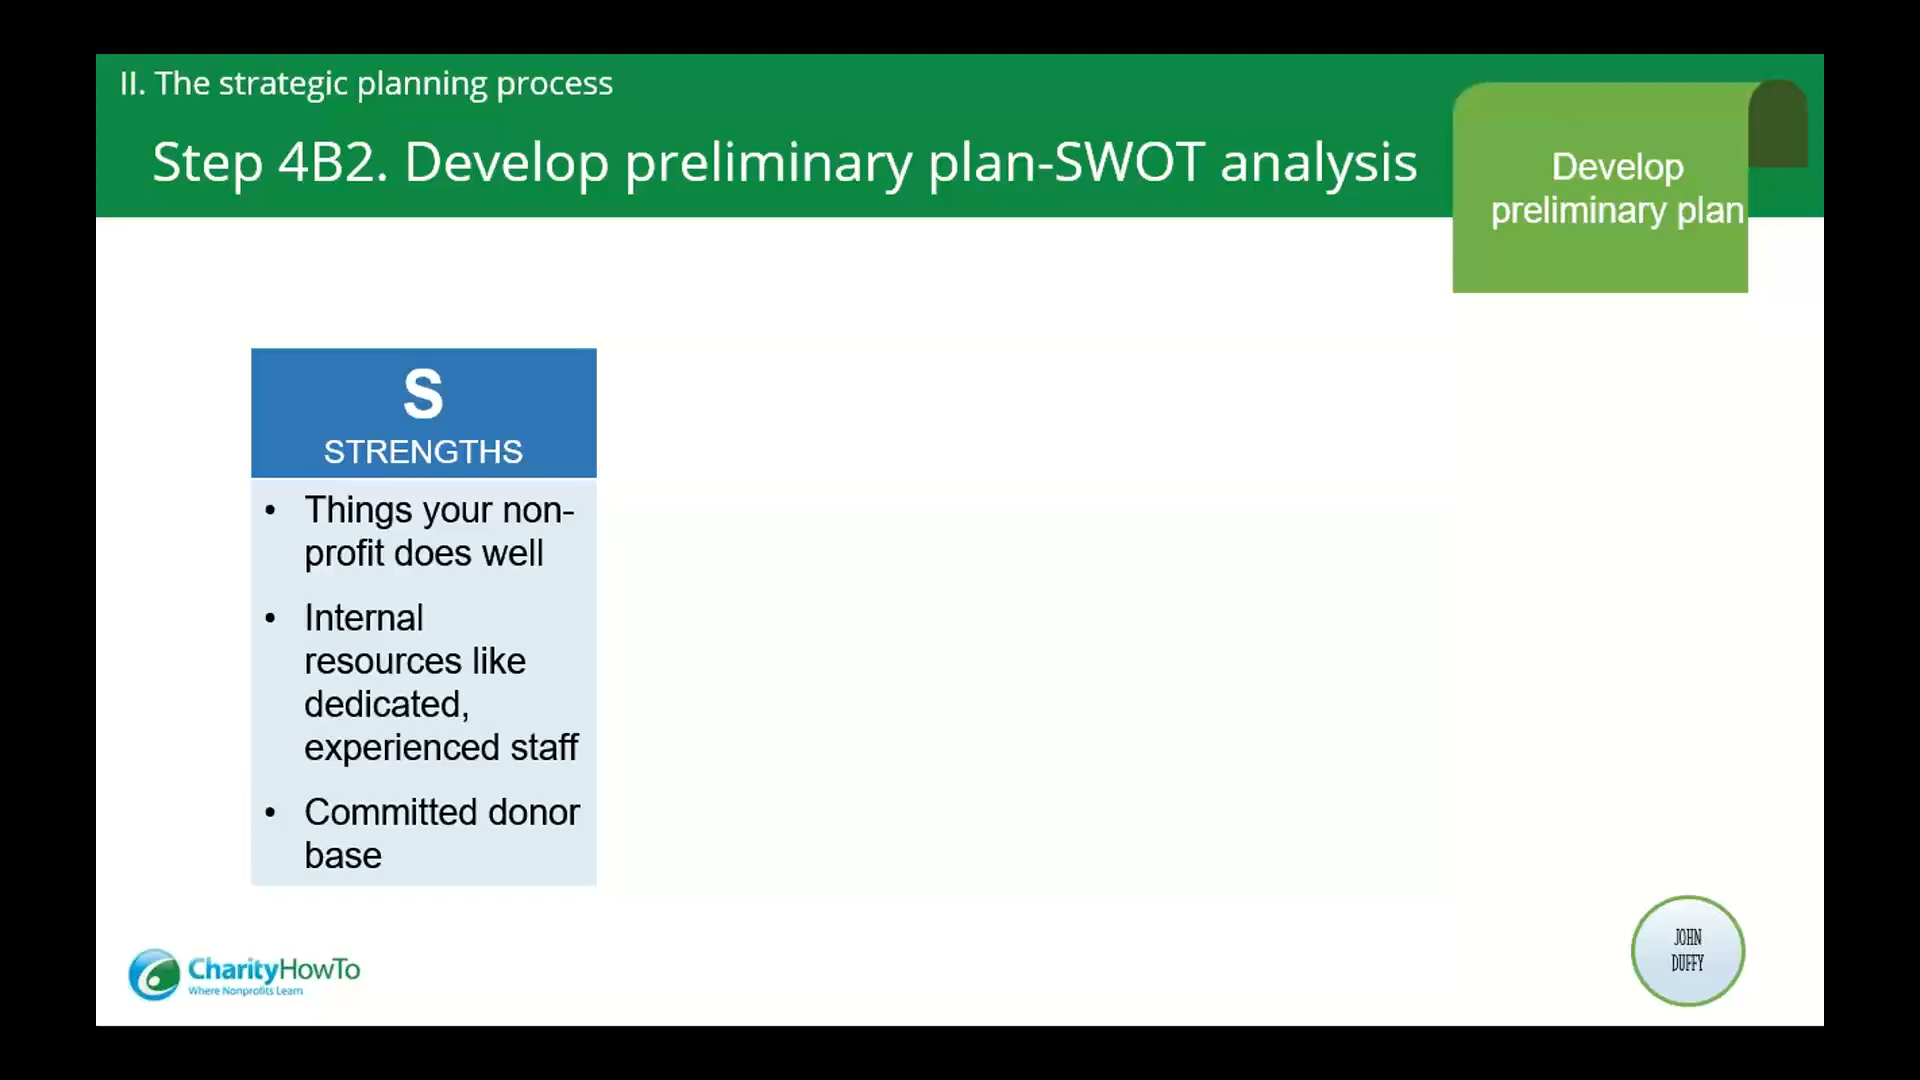 II. The strategic planning process
Step 4B2. Develop preliminary plan-SWOT analysis
Develop
preliminary plan
S
STRENGTHS
• Things your non-
profit does well
• Internal
resources like
dedicated,
experienced staff
• Committed donor
base
CharityHowTo
Where Nonprofits Learn
JOHN
DUFFY